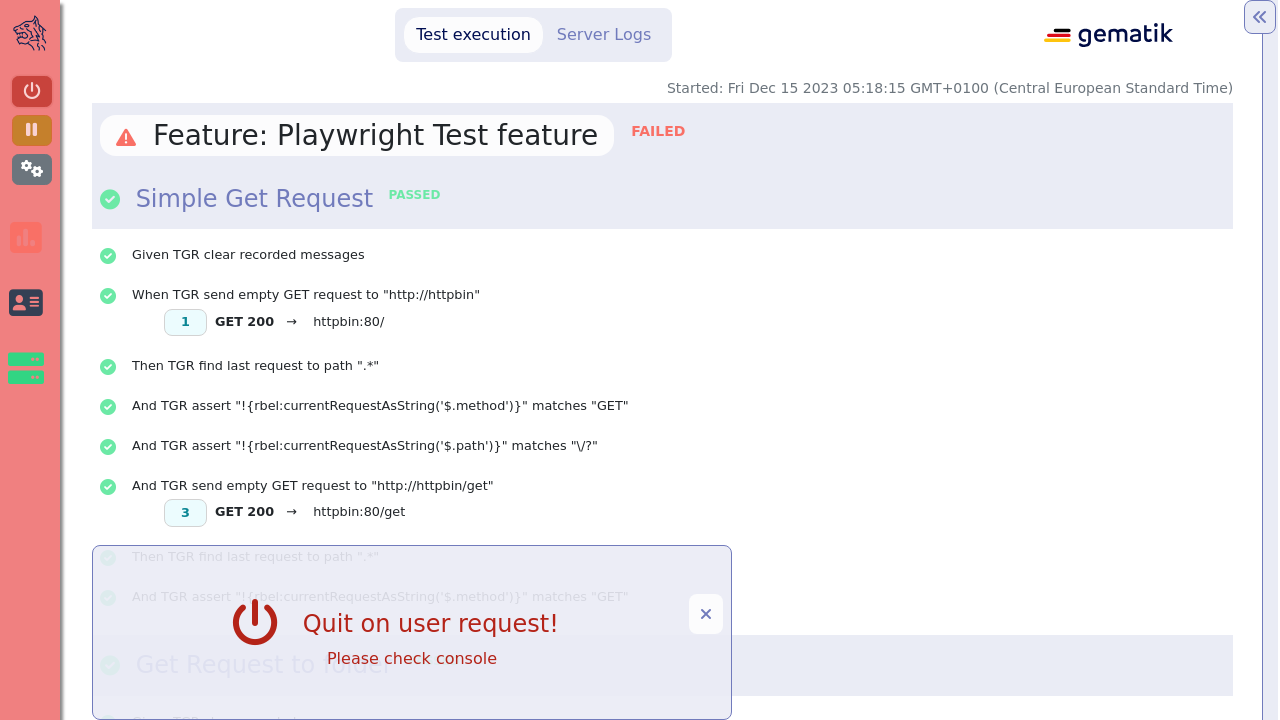 Test execution
Server Logs
gematik
Started: Fri Dec 15 2023 05:18:15 GMT+0100 (Central European Standard Time)
Feature: Playwright Test feature
FAILED
Simple Get Request
PASSED
Given TGR clear recorded messages
When TGR send empty GET request to "http://httpbin"
1 GET 200 → httpbin:80/
Then TGR find last request to path ".*"
And TGR assert "!{rbel:currentRequestAsString('$.method')}" matches "GET"
And TGR assert "!{rbel:currentRequestAsString('$.path')}" matches "\/?"
And TGR send empty GET request to "http://httpbin/get"
3 GET 200 → httpbin:80/get
Then TGR find last request to path ".*"
And TGR assert "!{rbel:currentRequestAsString('$.method')}" matches "GET"
Quit on user request!
Please check console
Get Request to folder